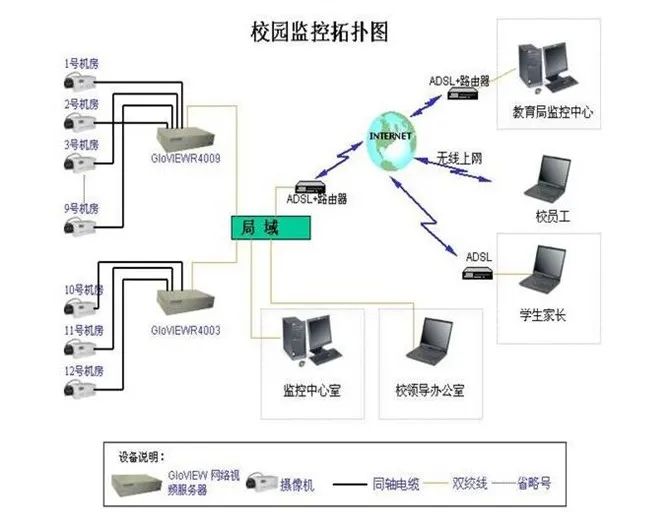 校园监控拓扑图
1号机房
2号机房
3号机房
9号机房
GloVIEWR4009
10号机房
11号机房
12号机房
GloVIEWR4003
局 域
ADSL+路由器
INTERNET
ADSL+路由器
教育局监控中心
无线上网
校员工
ADSL
学生家长
监控中心室
校领导办公室
设备说明：
GloVIEW 网络视
频服务器
摄像机
同轴电缆
双绞线
省略号